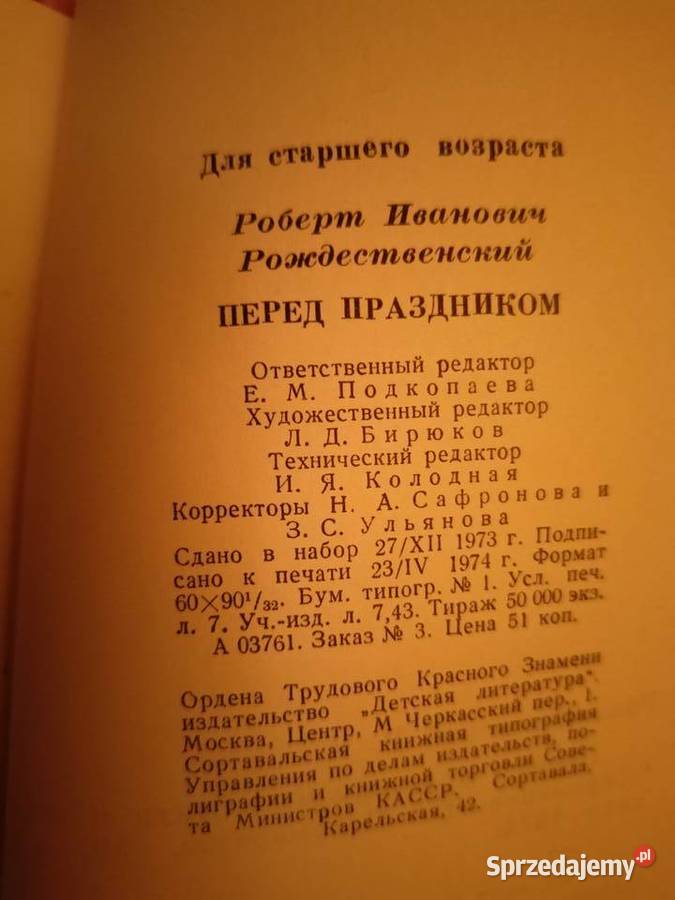 Для старшего возраста
Роберт Иванович
Рождественский
ПЕРЕД ПРАЗДНИКОМ
Ответственный редактор
Е. М. Подкопаева
Художественный редактор
Л. Д. Бирюков
Технический редактор
И. Я. Колодная
Корректоры Н. А. Сафронова и
З. С. Ульянова
Сдано в набор 27/XII 1973 г. Подпи-
сано к печати 23/IV 1974 г. Формат
60×90¹/₃₂. Бум. типогр. № 1. Усл. печ.
л. 7. Уч.-изд. л. 7,43. Тираж 50 000 экз.
А 03761. Заказ № 3. Цена 51 коп.
Ордена Трудового Красного Знамени
издательство „Детская литература".
Москва, Центр, М Черкасский пер., 1.
Сортавальская книжная типография
Управления по делам издательств, по-
лиграфии и книжной торговли Сове-
та Министров КАССР. Сортавала,
Карельская, 42.
Sprzedajemy.pl